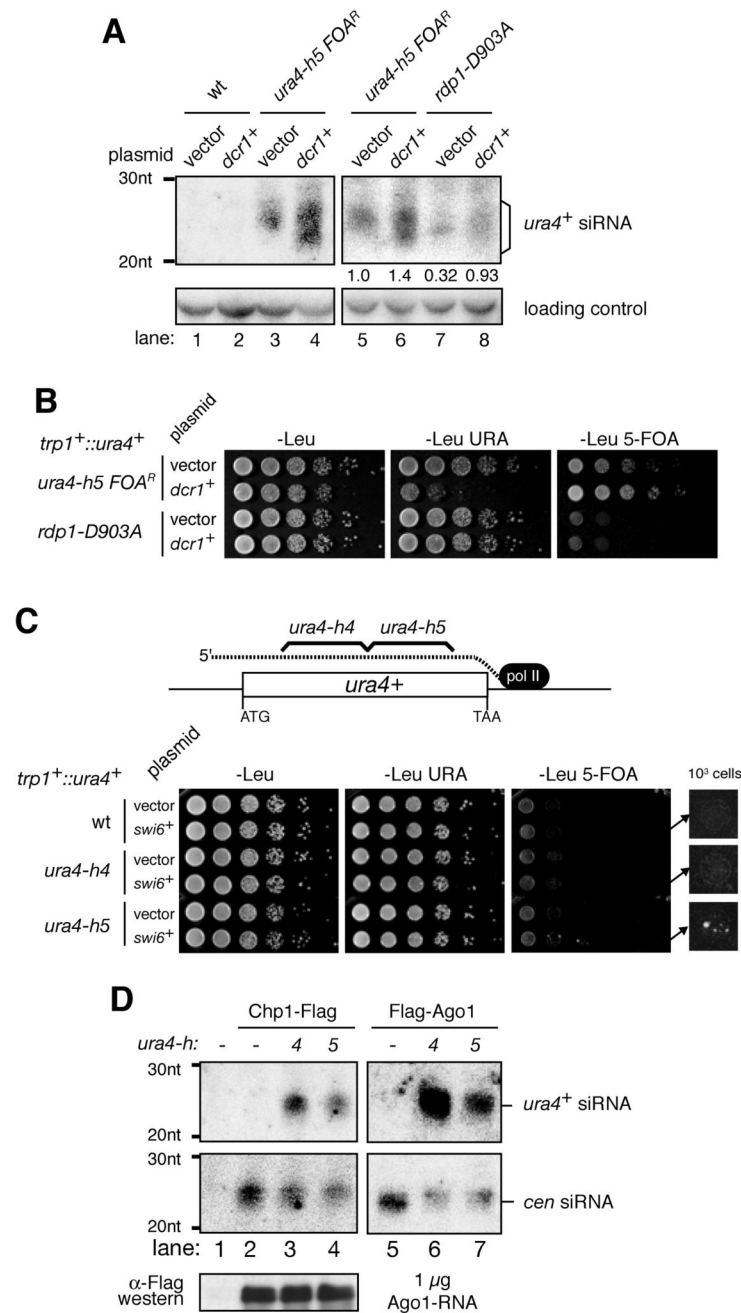 A
wt
ura4-h5 FOAᴿ
ura4-h5 FOAᴿ
rdp1-D903A
plasmid vector dcr1+ vector dcr1+ vector dcr1+ vector dcr1+
30nt
20nt
ura4⁺ siRNA
1.0 1.4 0.32 0.93
loading control
lane: 1 2 3 4 5 6 7 8
B
plasmid
trp1⁺::ura4⁺ -Leu -Leu URA -Leu 5-FOA
ura4-h5 FOAᴿ vector
dcr1⁺
rdp1-D903A vector
dcr1⁺
C
ura4-h4 ura4-h5
5'
ura4+
pol II
ATG TAA
plasmid
trp1⁺::ura4⁺ -Leu -Leu URA -Leu 5-FOA 10³ cells
wt vector
swi6⁺
ura4-h4 vector
swi6⁺
ura4-h5 vector
swi6⁺
D
Chp1-Flag Flag-Ago1
ura4-h: - - 4 5 - 4 5
30nt
20nt
ura4⁺ siRNA
30nt
20nt
cen siRNA
lane: 1 2 3 4 5 6 7
α-Flag
western
1 µg
Ago1-RNA